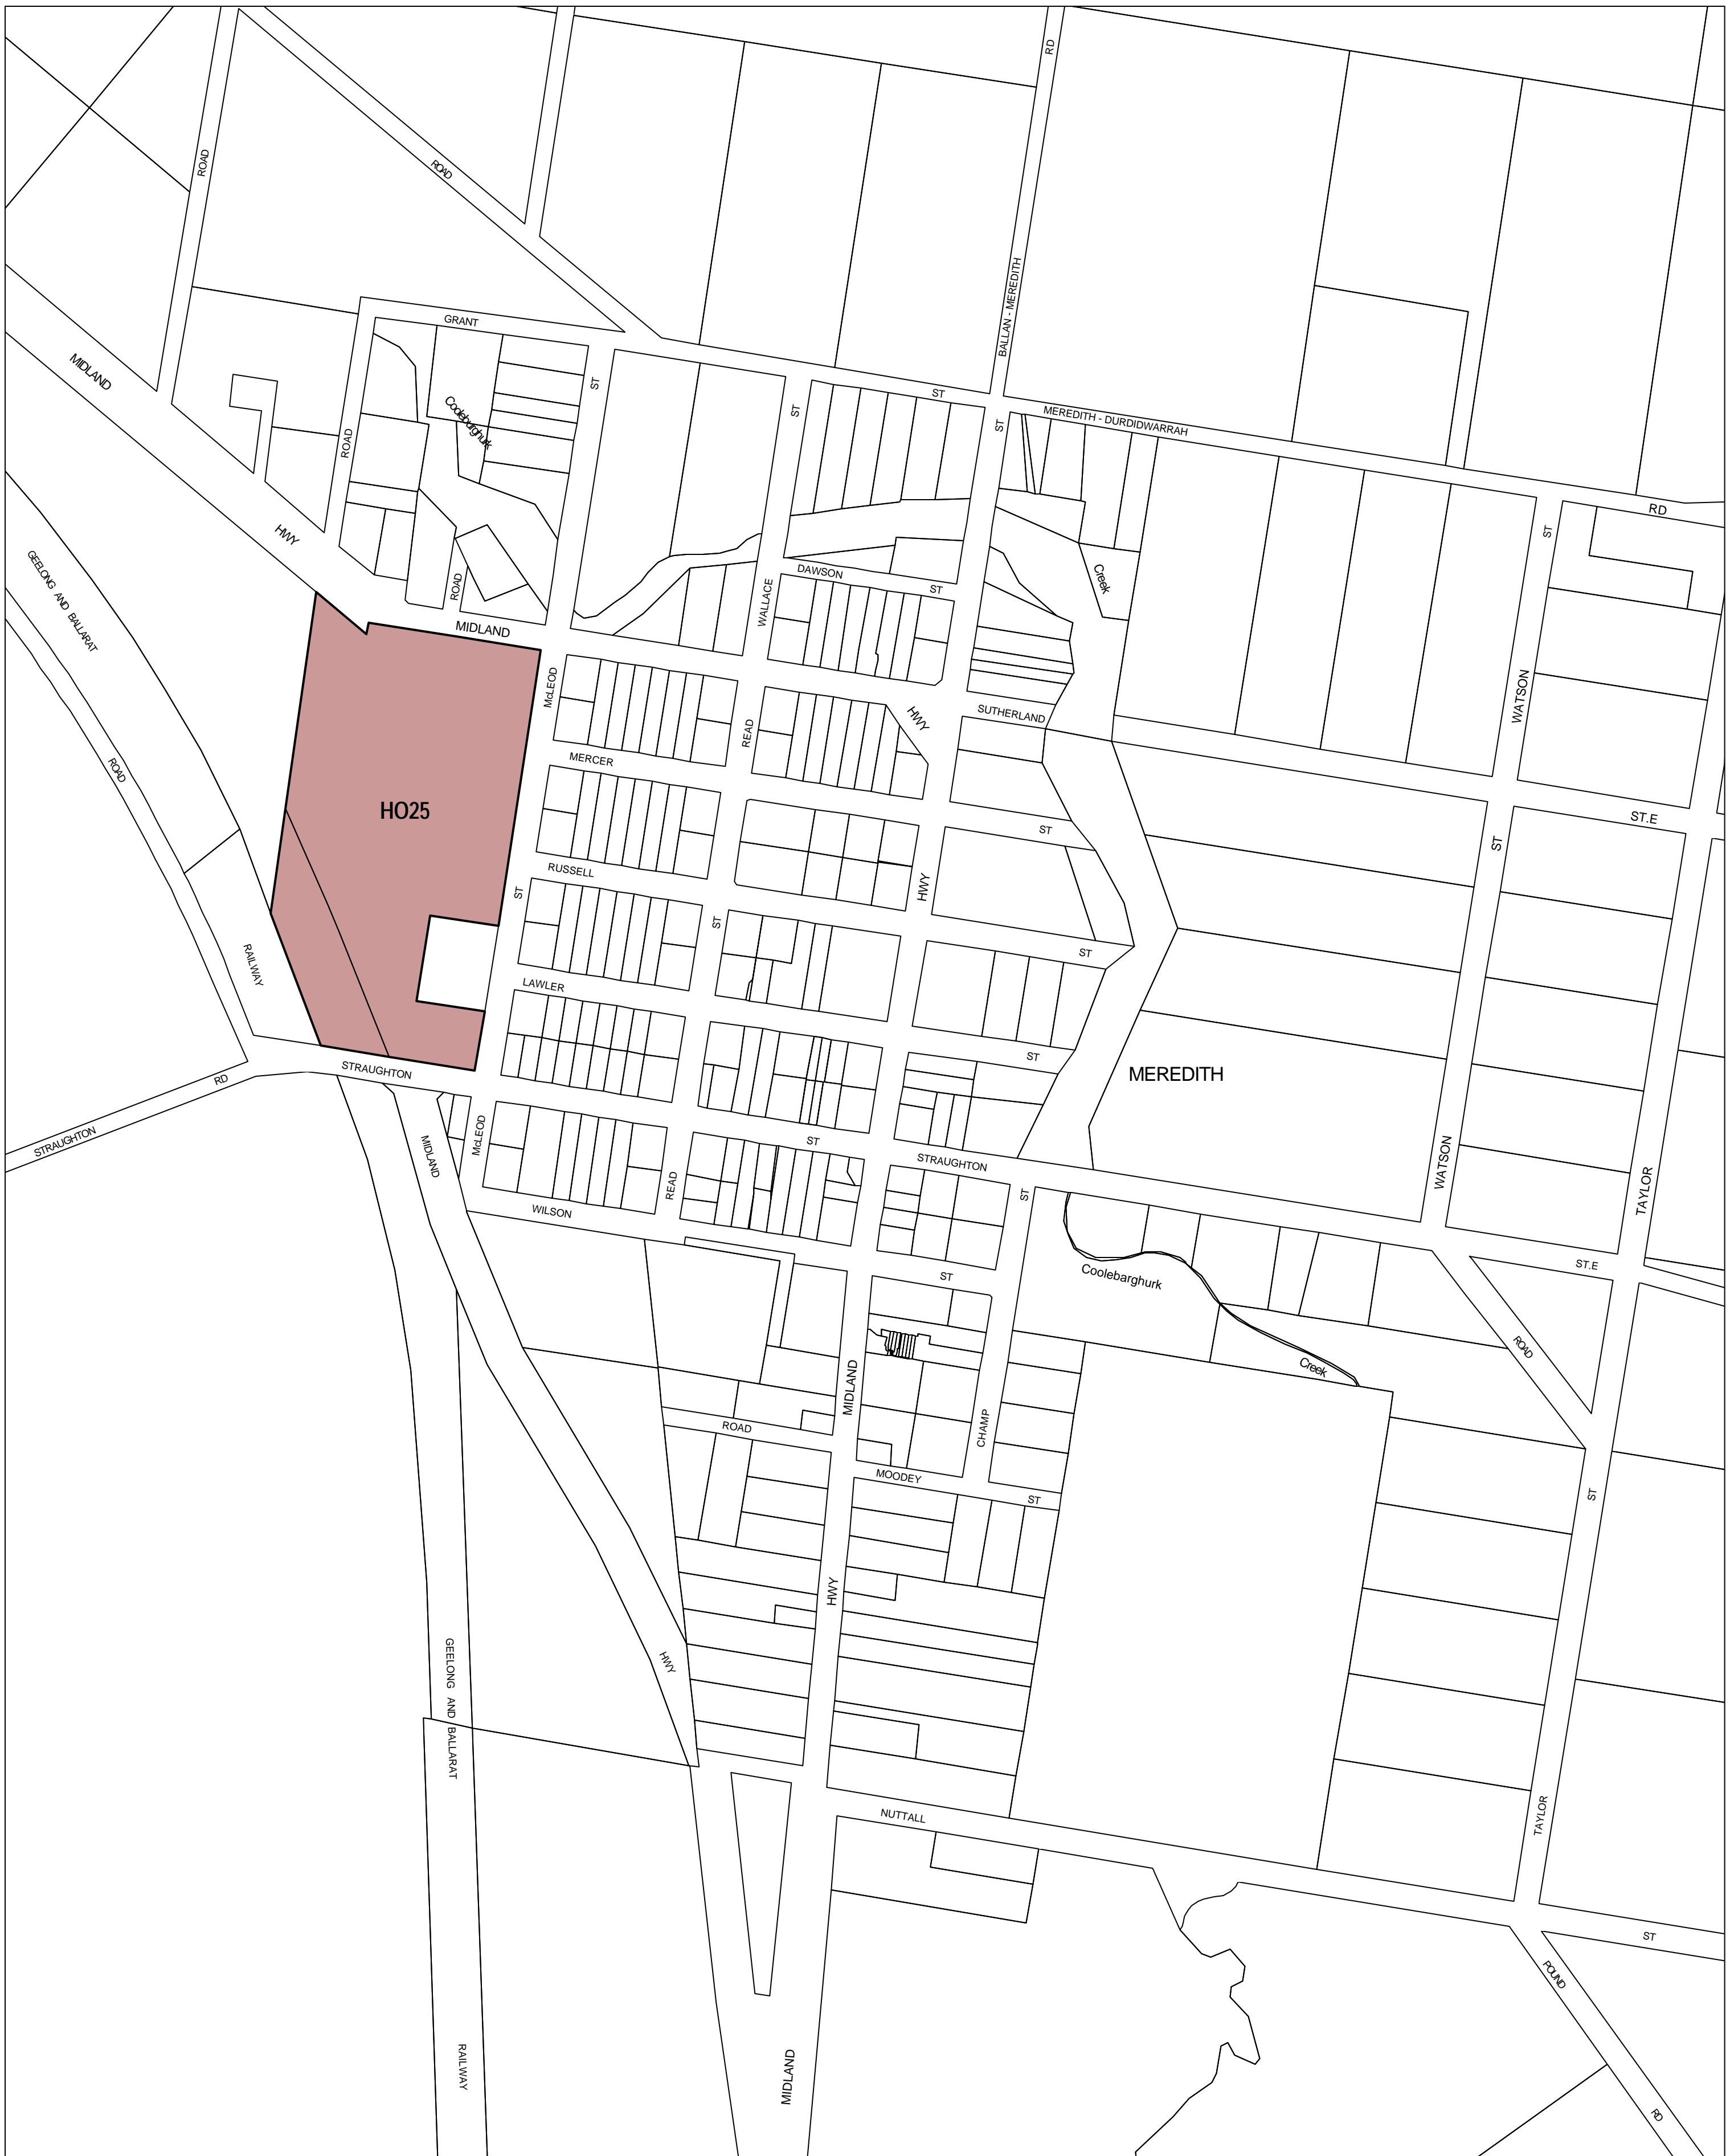 RD
ROAD
ROAD
BALLAN - MEREDITH
GRANT
MIDLAND
ST
ST
ST
Coolebarghurk
ST
MEREDITH - DURDIDWARRAH
ROAD
RD
HWY
ST
GEELONG AND BALLARAT
DAWSON
ST
Creek
ROAD
WALLACE
MIDLAND
McLEOD
WATSON
SUTHERLAND
HWY
READ
MERCER
ROAD
HO25
ST
ST.E
ST
RUSSELL
HWY
ST
ST
ST
RAILWAY
LAWLER
ST
STRAUGHTON
MEREDITH
RD
STRAUGHTON
McLEOD
MIDLAND
ST
STRAUGHTON
WATSON
READ
ST
TAYLOR
WILSON
ST.E
ST
Coolebarghurk
ROAD
Creek
MIDLAND
CHAMP
ROAD
MOODEY
ST
ST
HWY
HWY
GEELONG AND BALLARAT
NUTTALL
TAYLOR
ST
POUND
RAILWAY
MIDLAND
RD